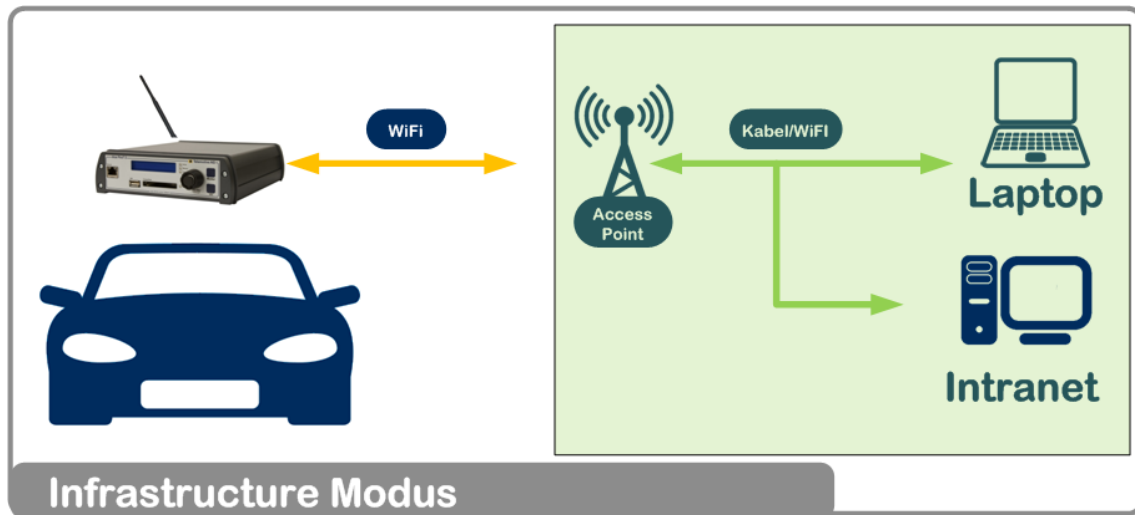 WiFi
Kabel/WiFI
Access
Point
Laptop
Intranet
Infrastructure Modus